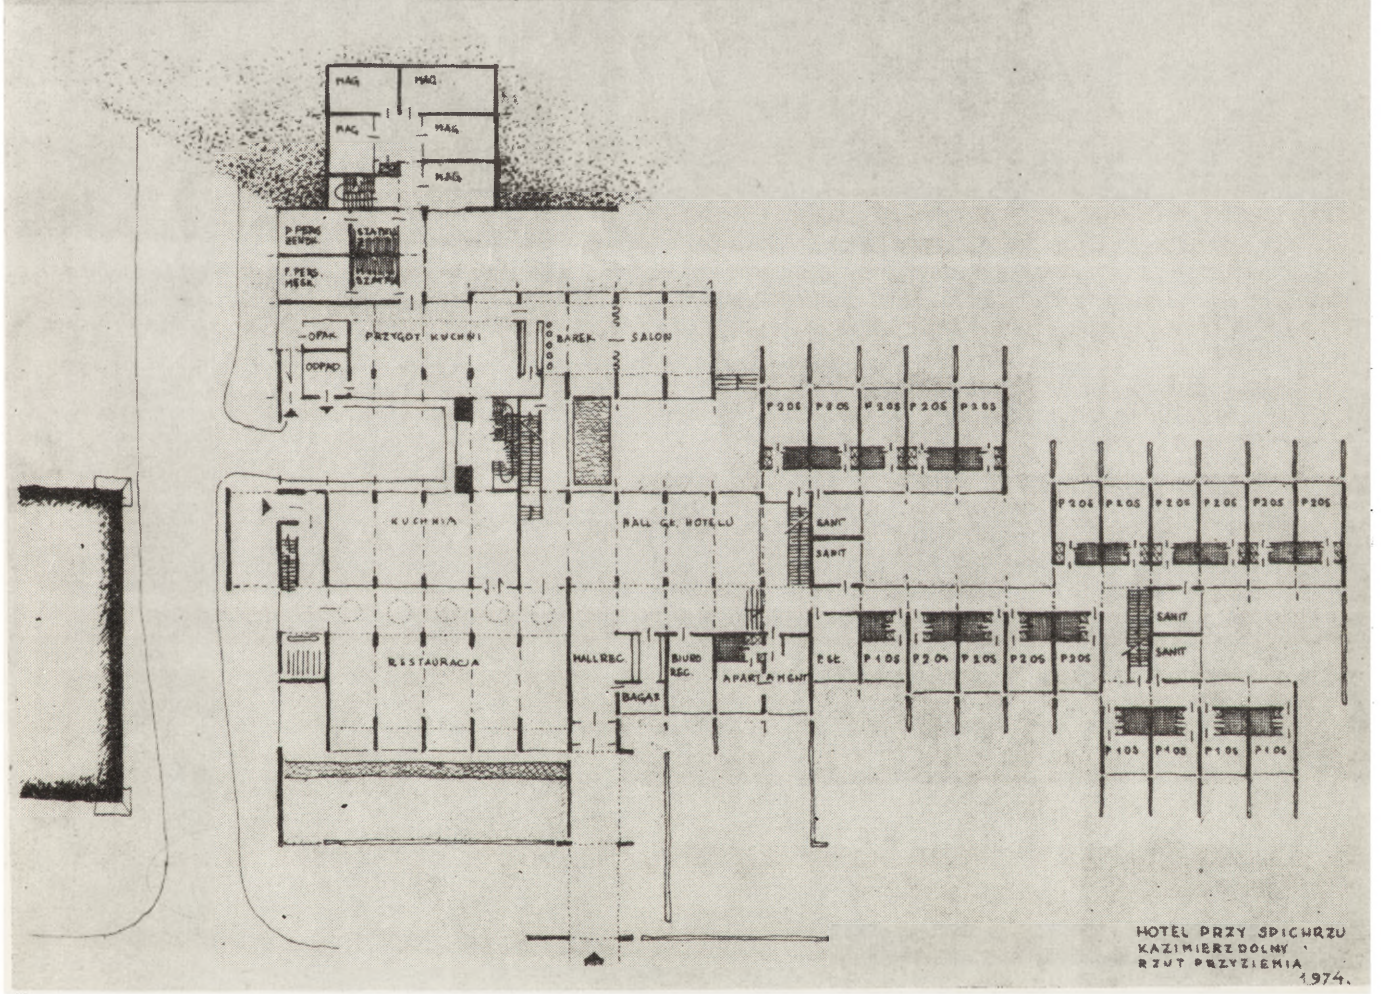 MAG.
MAG.
MAG.
MAG.
MAG.
P. PERS
ŻEŃSK.
SZATNIA
P. PERS.
MĘSK.
SZATNIA
OPAK.
PRZYGOT KUCHNI
BAREK
SALON
ODPAD.
P 2 OS
P 2 OS
P 2 OS
P 2 OS
P 2 OS
P 2 OS
P 2 OS
P 2 OS
P 2 OS
P 2 OS
P 2 OS
KUCHNIA
HALL GŁ. HOTELU
SANIT
SANIT
SANIT
SANIT
RESTAURACJA
HALL REC.
BIURO
REC.
APARTAMENT
BAGAŻ
P 1 OS
P 2 OS
P 2 OS
P 2 OS
P 2 OS
P 1 OS
P 1 OS
P 1 OS
P 1 OS
HOTEL PRZY SPICHRZU
KAZIMIERZ DOLNY
RZUT PRZYZIEMIA
1974.